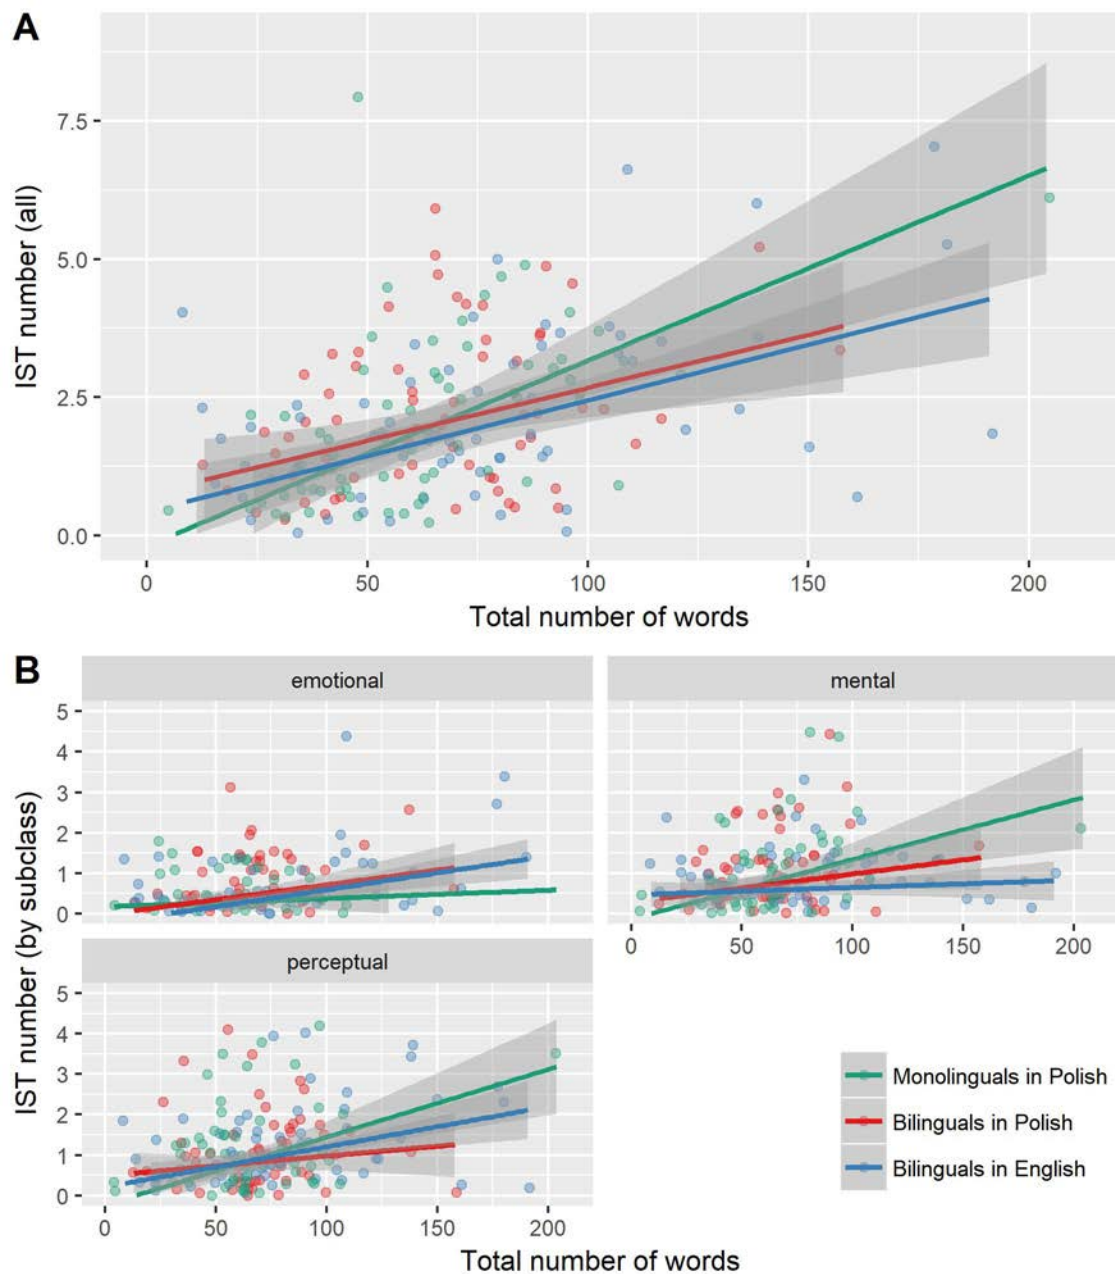 A
IST number (all)
7.5
5.0
2.5
0.0
0 50 100 150 200
Total number of words
B
emotional mental
IST number (by subclass)
5
4
3
2
1
0
0 50 100 150 200
perceptual
5
4
3
2
1
0
0 50 100 150 200
Total number of words
Monolinguals in Polish
Bilinguals in Polish
Bilinguals in English